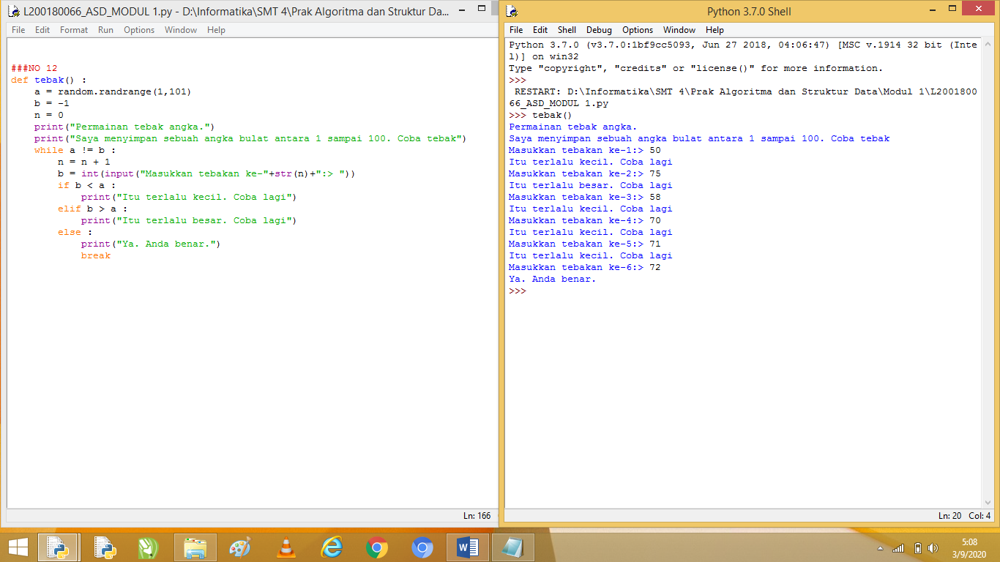 L200180066_ASD_MODUL 1.py - D:\Informatika\SMT 4\Prak Algoritma dan Struktur Da...
File Edit Format Run Options Window Help
###NO 12
def tebak() :
    a = random.randrange(1,101)
    b = -1
    n = 0
    print("Permainan tebak angka.")
    print("Saya menyimpan sebuah angka bulat antara 1 sampai 100. Coba tebak")
    while a != b :
        n = n + 1
        b = int(input("Masukkan tebakan ke-"+str(n)+":> "))
        if b < a :
            print("Itu terlalu kecil. Coba lagi")
        elif b > a :
            print("Itu terlalu besar. Coba lagi")
        else :
            print("Ya. Anda benar.")
            break
Ln: 166
Python 3.7.0 Shell
File Edit Shell Debug Options Window Help
Python 3.7.0 (v3.7.0:1bf9cc5093, Jun 27 2018, 04:06:47) [MSC v.1914 32 bit (Inte
l)] on win32
Type "copyright", "credits" or "license()" for more information.
>>>
 RESTART: D:\Informatika\SMT 4\Prak Algoritma dan Struktur Data\Modul 1\L2001800
66_ASD_MODUL 1.py
>>> tebak()
Permainan tebak angka.
Saya menyimpan sebuah angka bulat antara 1 sampai 100. Coba tebak
Masukkan tebakan ke-1:> 50
Itu terlalu kecil. Coba lagi
Masukkan tebakan ke-2:> 75
Itu terlalu besar. Coba lagi
Masukkan tebakan ke-3:> 58
Itu terlalu kecil. Coba lagi
Masukkan tebakan ke-4:> 70
Itu terlalu kecil. Coba lagi
Masukkan tebakan ke-5:> 71
Itu terlalu kecil. Coba lagi
Masukkan tebakan ke-6:> 72
Ya. Anda benar.
>>>
Ln: 20 Col: 4
5:08
3/9/2020